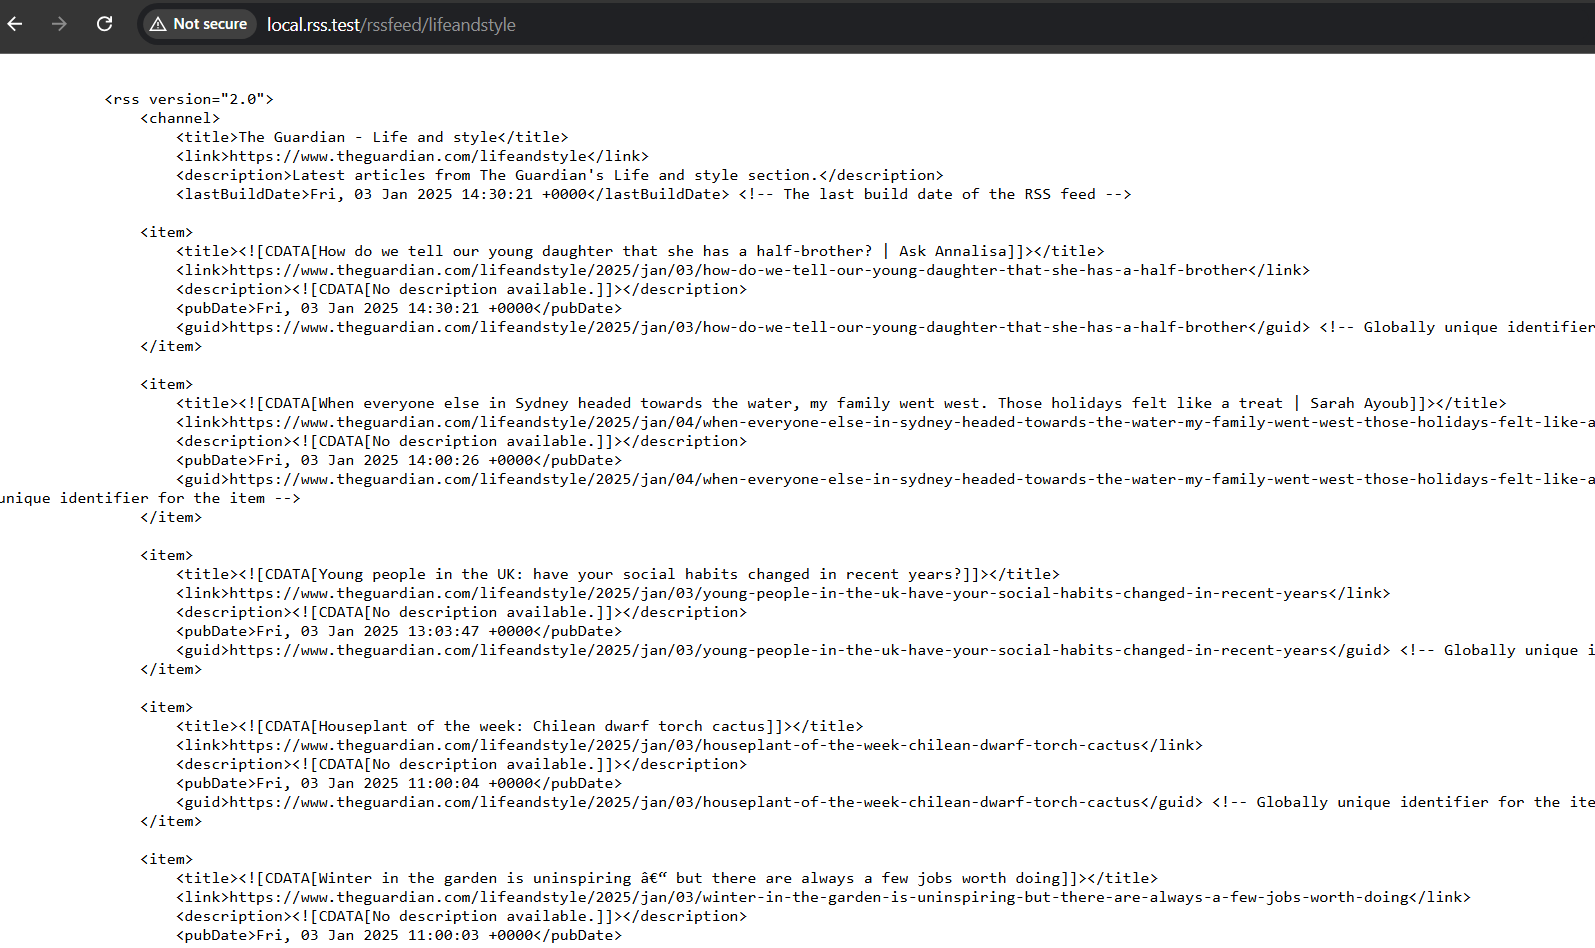 Not secure local.rss.test/rssfeed/lifeandstyle
<rss version="2.0">
<channel>
<title>The Guardian - Life and style</title>
<link>https://www.theguardian.com/lifeandstyle</link>
<description>Latest articles from The Guardian's Life and style section.</description>
<lastBuildDate>Fri, 03 Jan 2025 14:30:21 +0000</lastBuildDate> <!-- The last build date of the RSS feed -->
<item>
<title><![CDATA[How do we tell our young daughter that she has a half-brother? | Ask Annalisa]]></title>
<link>https://www.theguardian.com/lifeandstyle/2025/jan/03/how-do-we-tell-our-young-daughter-that-she-has-a-half-brother</link>
<description><![CDATA[No description available.]]></description>
<pubDate>Fri, 03 Jan 2025 14:30:21 +0000</pubDate>
<guid>https://www.theguardian.com/lifeandstyle/2025/jan/03/how-do-we-tell-our-young-daughter-that-she-has-a-half-brother</guid> <!-- Globally unique identifier
</item>
<item>
<title><![CDATA[When everyone else in Sydney headed towards the water, my family went west. Those holidays felt like a treat | Sarah Ayoub]]></title>
<link>https://www.theguardian.com/lifeandstyle/2025/jan/04/when-everyone-else-in-sydney-headed-towards-the-water-my-family-went-west-those-holidays-felt-like-a
<description><![CDATA[No description available.]]></description>
<pubDate>Fri, 03 Jan 2025 14:00:26 +0000</pubDate>
<guid>https://www.theguardian.com/lifeandstyle/2025/jan/04/when-everyone-else-in-sydney-headed-towards-the-water-my-family-went-west-those-holidays-felt-like-a
unique identifier for the item -->
</item>
<item>
<title><![CDATA[Young people in the UK: have your social habits changed in recent years?]]></title>
<link>https://www.theguardian.com/lifeandstyle/2025/jan/03/young-people-in-the-uk-have-your-social-habits-changed-in-recent-years</link>
<description><![CDATA[No description available.]]></description>
<pubDate>Fri, 03 Jan 2025 13:03:47 +0000</pubDate>
<guid>https://www.theguardian.com/lifeandstyle/2025/jan/03/young-people-in-the-uk-have-your-social-habits-changed-in-recent-years</guid> <!-- Globally unique i
</item>
<item>
<title><![CDATA[Houseplant of the week: Chilean dwarf torch cactus]]></title>
<link>https://www.theguardian.com/lifeandstyle/2025/jan/03/houseplant-of-the-week-chilean-dwarf-torch-cactus</link>
<description><![CDATA[No description available.]]></description>
<pubDate>Fri, 03 Jan 2025 11:00:04 +0000</pubDate>
<guid>https://www.theguardian.com/lifeandstyle/2025/jan/03/houseplant-of-the-week-chilean-dwarf-torch-cactus</guid> <!-- Globally unique identifier for the ite
</item>
<item>
<title><![CDATA[Winter in the garden is uninspiring â€“ but there are always a few jobs worth doing]]></title>
<link>https://www.theguardian.com/lifeandstyle/2025/jan/03/winter-in-the-garden-is-uninspiring-but-there-are-always-a-few-jobs-worth-doing</link>
<description><![CDATA[No description available.]]></description>
<pubDate>Fri, 03 Jan 2025 11:00:03 +0000</pubDate>